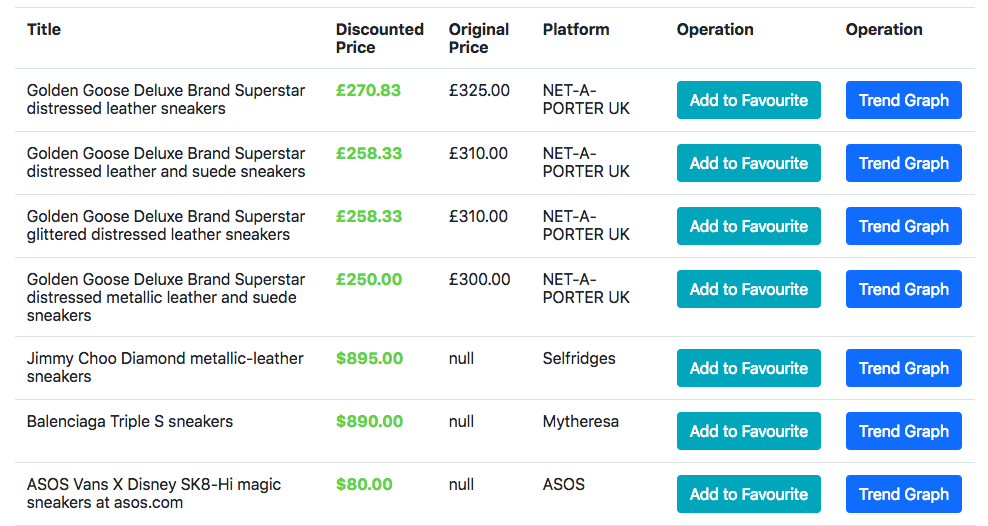 Title Discounted Price Original Price Platform Operation Operation
Golden Goose Deluxe Brand Superstar distressed leather sneakers £270.83 £325.00 NET-A-PORTER UK Add to Favourite Trend Graph
Golden Goose Deluxe Brand Superstar distressed leather and suede sneakers £258.33 £310.00 NET-A-PORTER UK Add to Favourite Trend Graph
Golden Goose Deluxe Brand Superstar glittered distressed leather sneakers £258.33 £310.00 NET-A-PORTER UK Add to Favourite Trend Graph
Golden Goose Deluxe Brand Superstar distressed metallic leather and suede sneakers £250.00 £300.00 NET-A-PORTER UK Add to Favourite Trend Graph
Jimmy Choo Diamond metallic-leather sneakers $895.00 null Selfridges Add to Favourite Trend Graph
Balenciaga Triple S sneakers $890.00 null Mytheresa Add to Favourite Trend Graph
ASOS Vans X Disney SK8-Hi magic sneakers at asos.com $80.00 null ASOS Add to Favourite Trend Graph